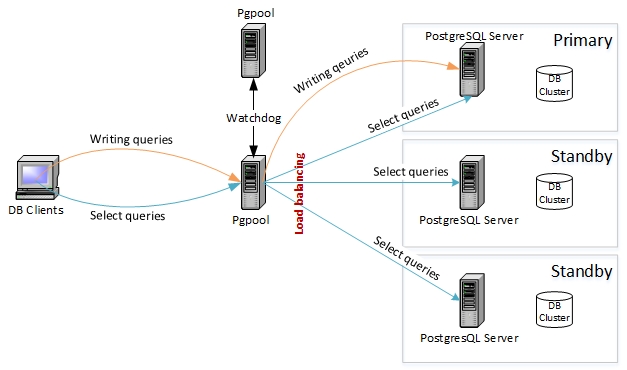 Pgpool
PostgreSQL Server
Primary
Writing qeuries
DB
Cluster
Watchdog
Select queries
Writing queries
Standby
Select queries
DB Clients
Select queries
Pgpool
Load balancing
PostgreSQL Server
DB
Cluster
Select queries
Standby
DB
Cluster
PostgresQL Server